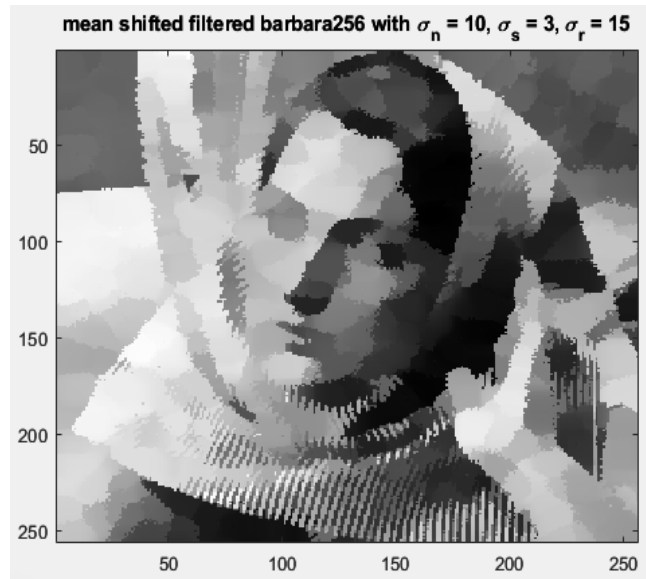 mean shifted filtered barbara256 with σn = 10, σs = 3, σr = 15
50
100
150
200
250
50 100 150 200 250